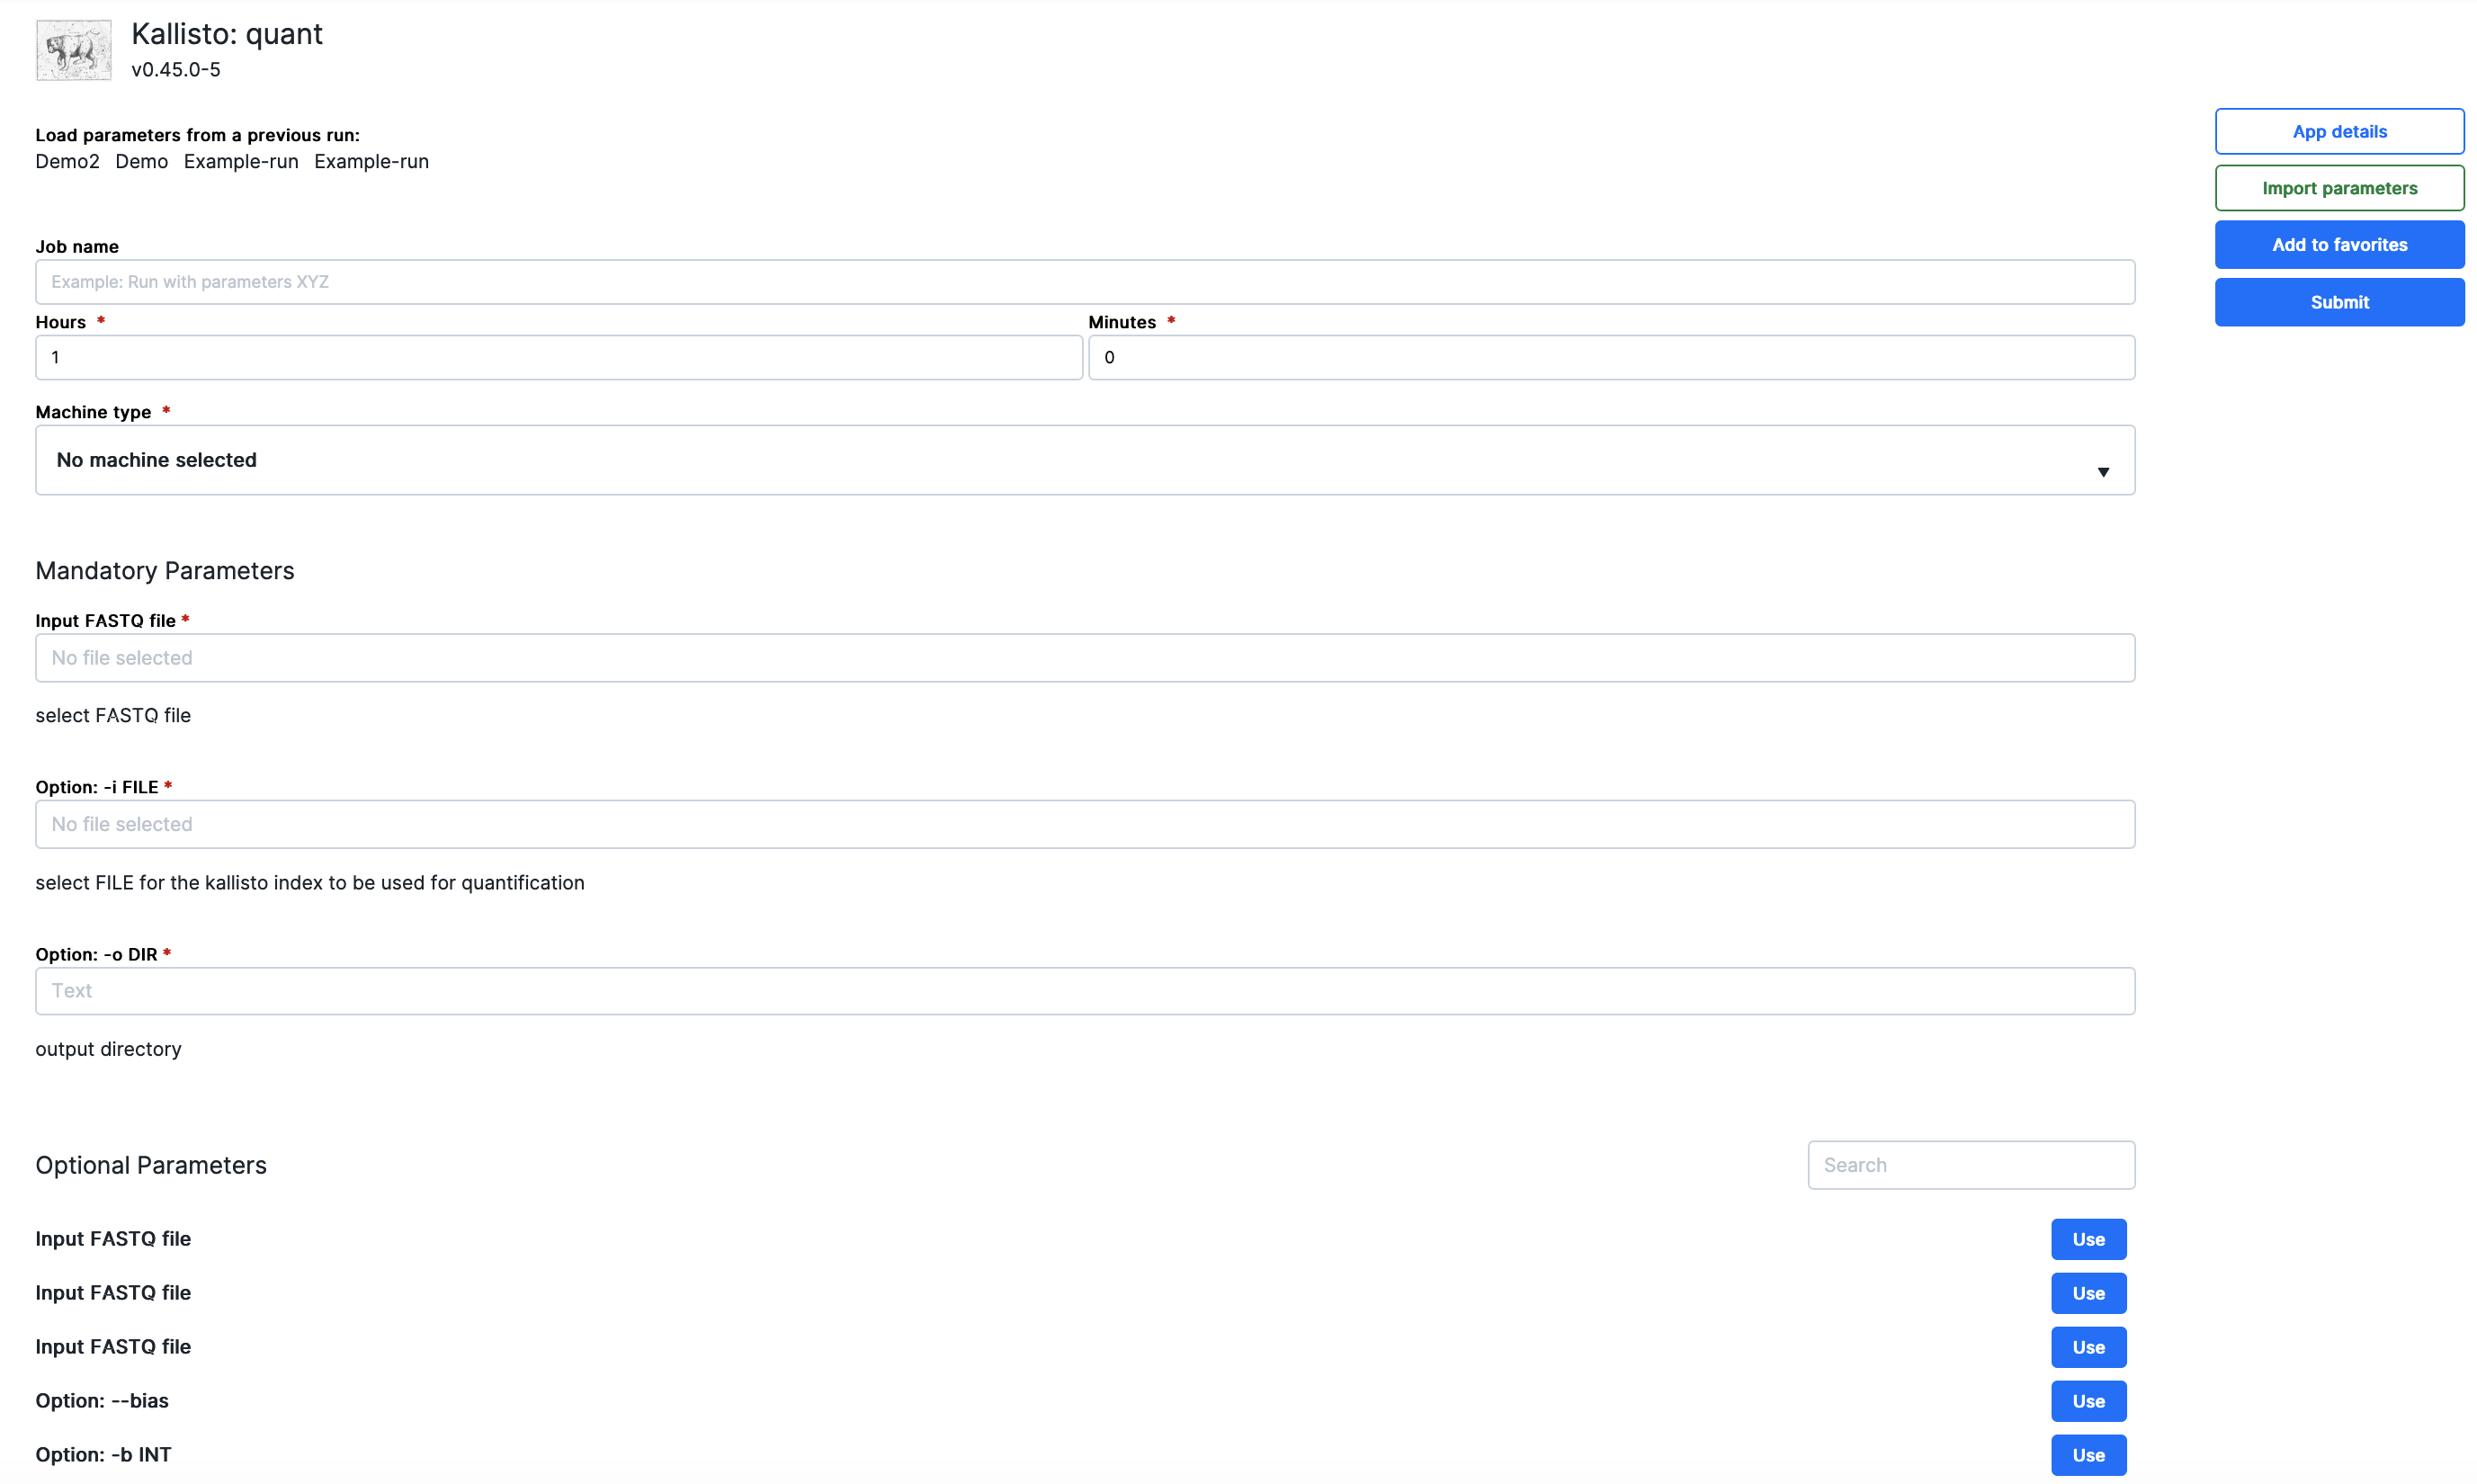 Kallisto: quant
v0.45.0-5
Load parameters from a previous run:
Demo2 Demo Example-run Example-run
App details
Import parameters
Add to favorites
Submit
Job name
Example: Run with parameters XYZ
Hours * Minutes *
1 0
Machine type *
No machine selected
Mandatory Parameters
Input FASTQ file *
No file selected
select FASTQ file
Option: -i FILE *
No file selected
select FILE for the kallisto index to be used for quantification
Option: -o DIR *
Text
output directory
Optional Parameters Search
Input FASTQ file Use
Input FASTQ file Use
Input FASTQ file Use
Option: --bias Use
Option: -b INT Use